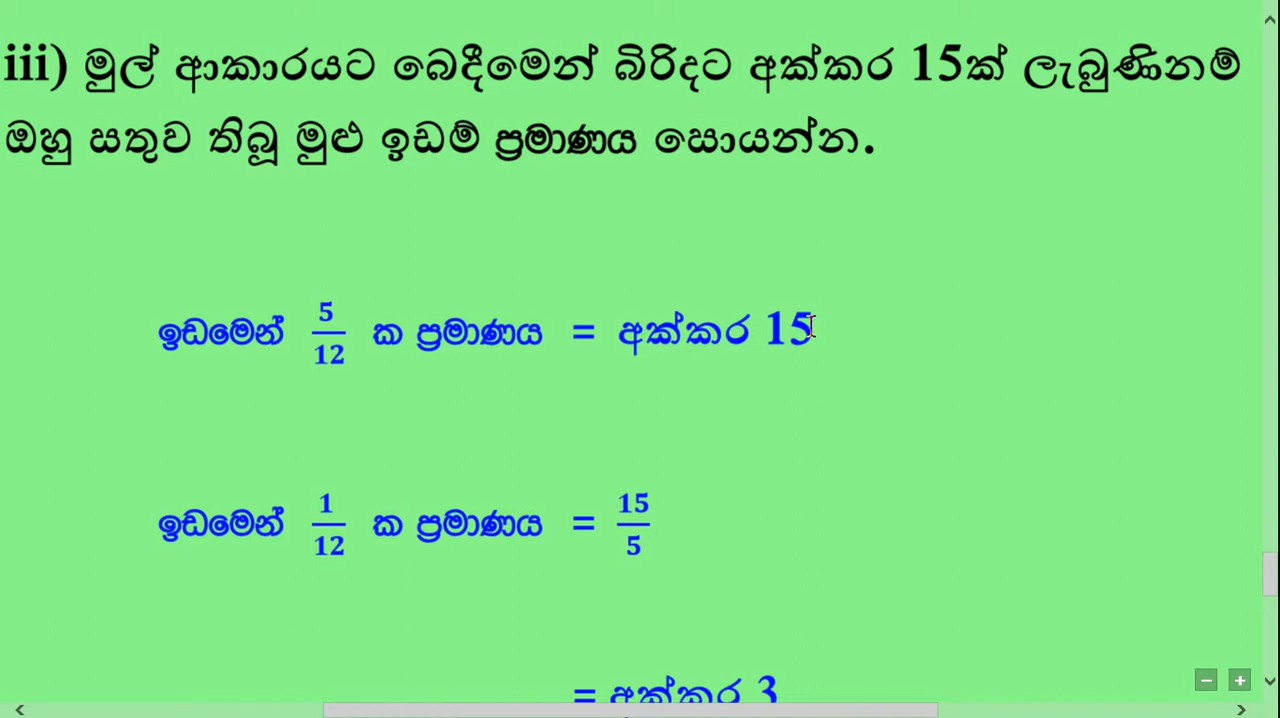 iii) මුල් ආකාරයට බෙදීමෙන් බිරිදට අක්කර 15ක් ලැබුණිනම්
ඔහු සතුව තිබූ මුළු ඉඩම් ප්‍රමාණය සොයන්න.
ඉඩමෙන් 5/12 ක ප්‍රමාණය = අක්කර 15
ඉඩමෙන් 1/12 ක ප්‍රමාණය = 15/5
= අක්කර 3